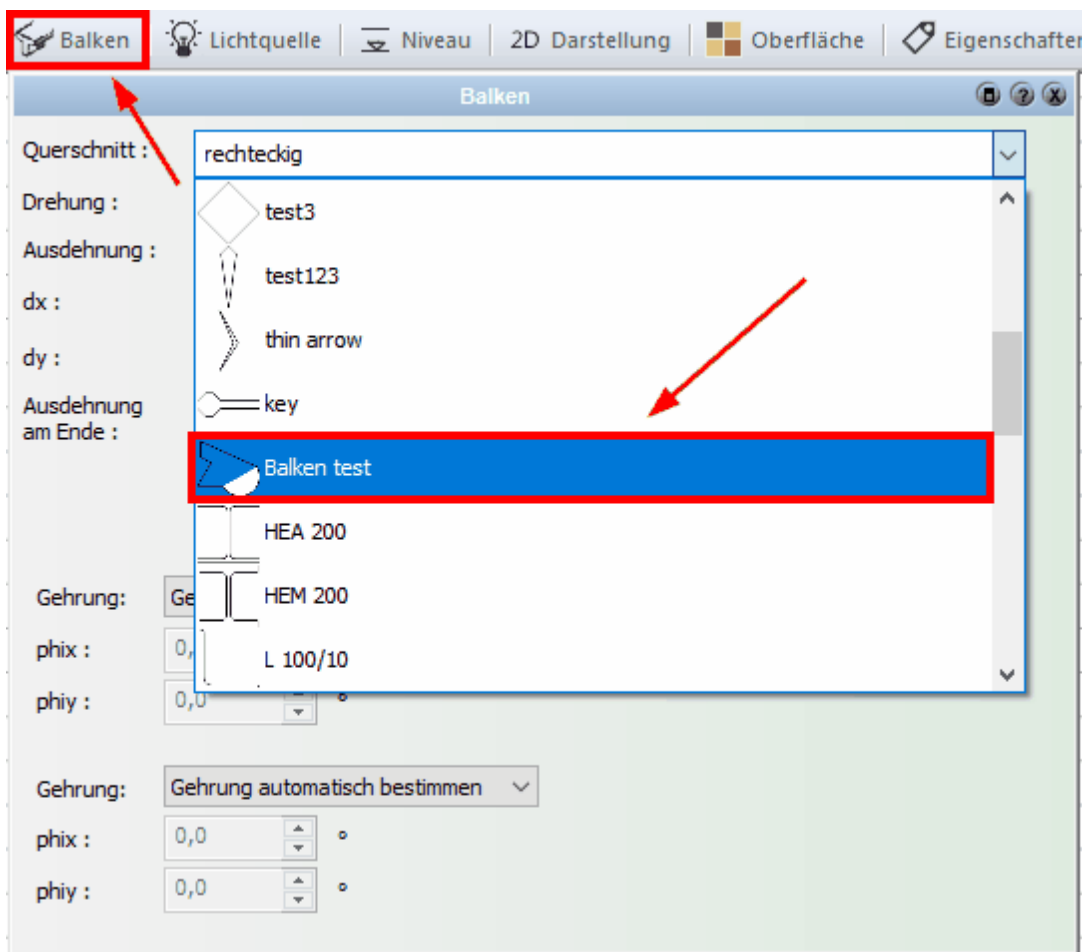 Balken Lichtquelle Niveau 2D Darstellung Oberfläche Eigenschafter
Balken
Querschnitt : rechteckig
Drehung :
Ausdehnung :
dx :
dy :
Ausdehnung
am Ende :
test3
test123
thin arrow
key
Balken test
HEA 200
HEM 200
L 100/10
Gehrung: Ge
phix : 0,
phiy : 0,0 °
Gehrung: Gehrung automatisch bestimmen
phix : 0,0 °
phiy : 0,0 °